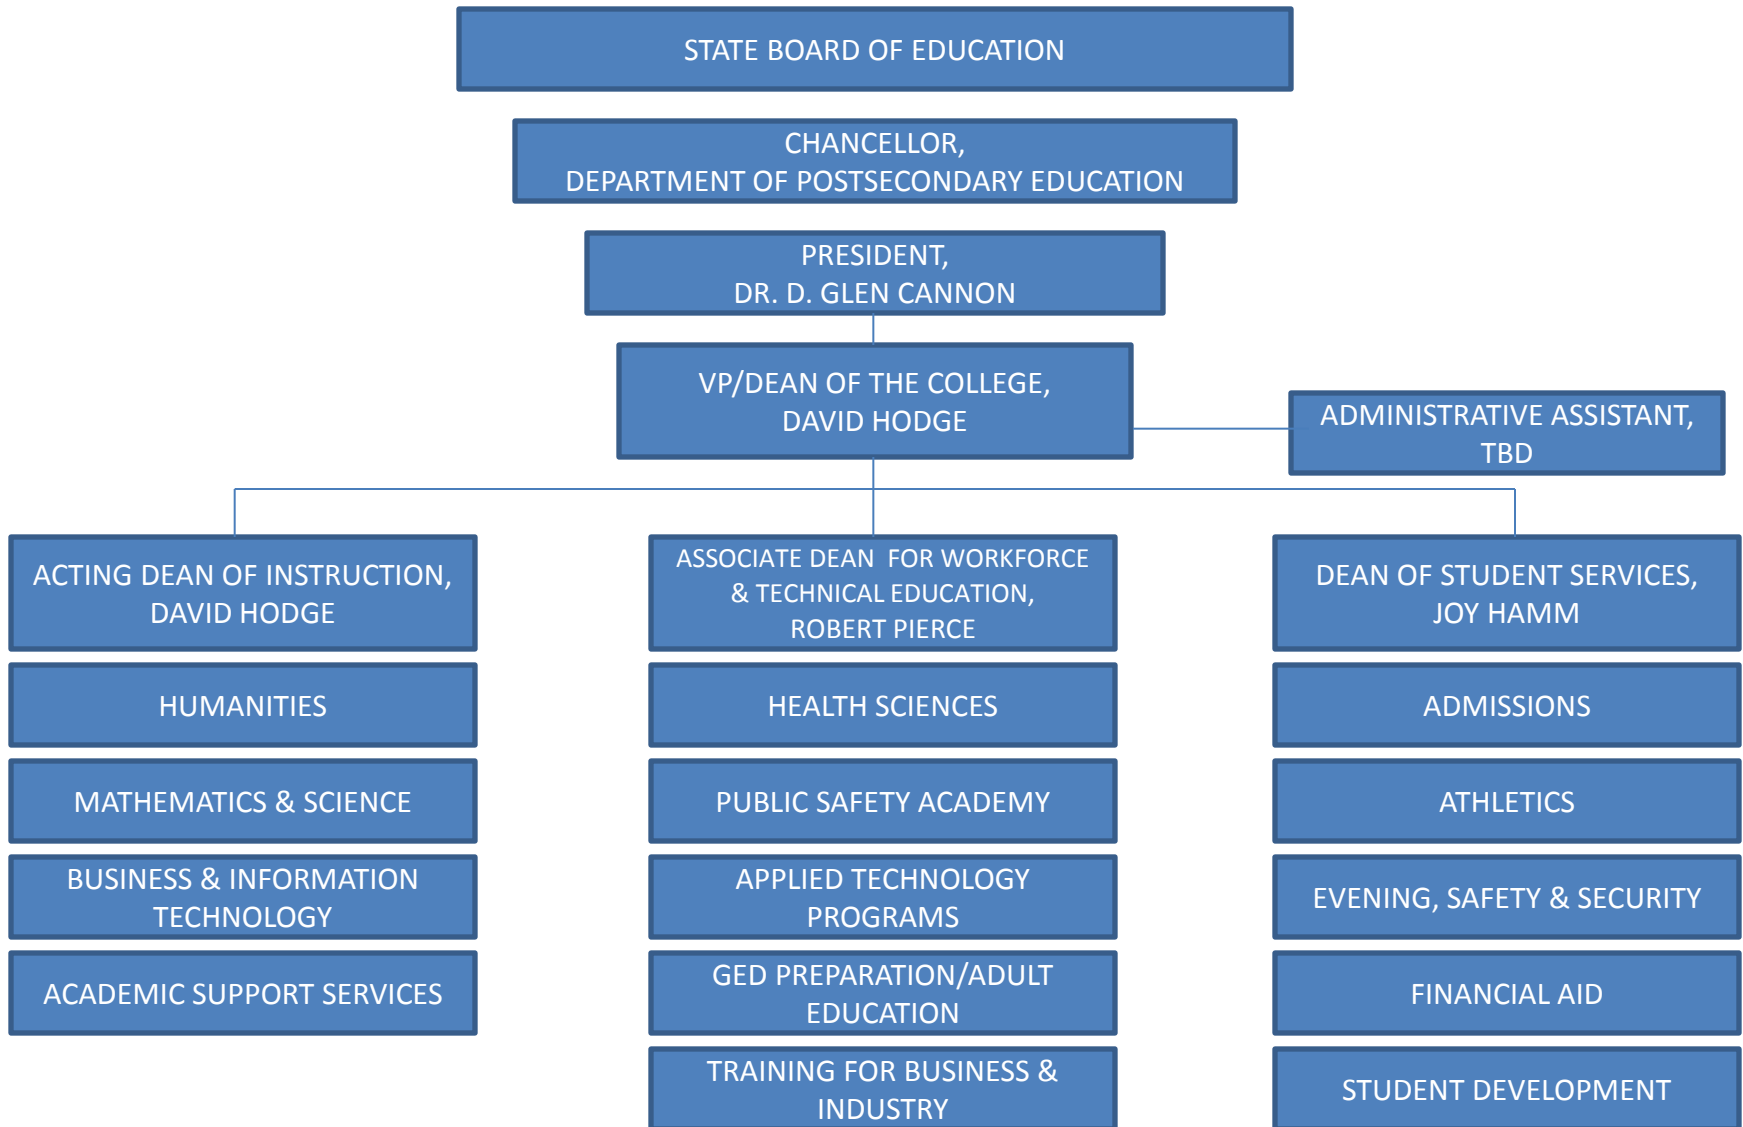 STATE BOARD OF EDUCATION
CHANCELLOR,
DEPARTMENT OF POSTSECONDARY EDUCATION
PRESIDENT,
DR. D. GLEN CANNON
VP/DEAN OF THE COLLEGE,
DAVID HODGE
ADMINISTRATIVE ASSISTANT,
TBD
ACTING DEAN OF INSTRUCTION,
DAVID HODGE
HUMANITIES
MATHEMATICS & SCIENCE
BUSINESS & INFORMATION
TECHNOLOGY
ACADEMIC SUPPORT SERVICES
ASSOCIATE DEAN FOR WORKFORCE
& TECHNICAL EDUCATION,
ROBERT PIERCE
HEALTH SCIENCES
PUBLIC SAFETY ACADEMY
APPLIED TECHNOLOGY
PROGRAMS
GED PREPARATION/ADULT
EDUCATION
TRAINING FOR BUSINESS &
INDUSTRY
DEAN OF STUDENT SERVICES,
JOY HAMM
ADMISSIONS
ATHLETICS
EVENING, SAFETY & SECURITY
FINANCIAL AID
STUDENT DEVELOPMENT